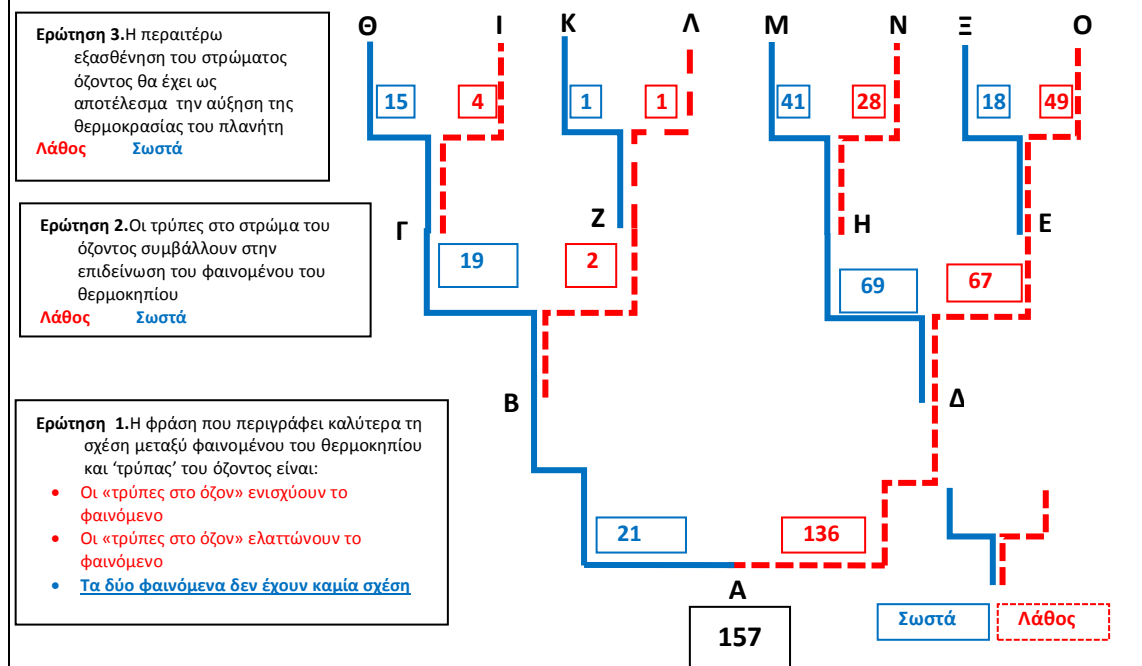 Θ Ι Κ Λ Μ Ν Ξ Ο
Ερώτηση 3.Η περαιτέρω
εξασθένηση του στρώματος
όζοντος θα έχει ως
αποτέλεσμα την αύξηση της
θερμοκρασίας του πλανήτη
Λάθος Σωστά
15 4 1 1 41 28 18 49
Ερώτηση 2.Οι τρύπες στο στρώμα του
όζοντος συμβάλλουν στην
επιδείνωση του φαινομένου του
θερμοκηπίου
Λάθος Σωστά
Γ Ζ Η Ε
19 2 69 67
Ερώτηση 1.Η φράση που περιγράφει καλύτερα τη
σχέση μεταξύ φαινομένου του θερμοκηπίου
και ‘τρύπας’ του όζοντος είναι:
• Οι «τρύπες στο όζον» ενισχύουν το
φαινόμενο
• Οι «τρύπες στο όζον» ελαττώνουν το
φαινόμενο
• Τα δύο φαινόμενα δεν έχουν καμία σχέση
Β Δ
21 136
Α
157
Σωστά Λάθος